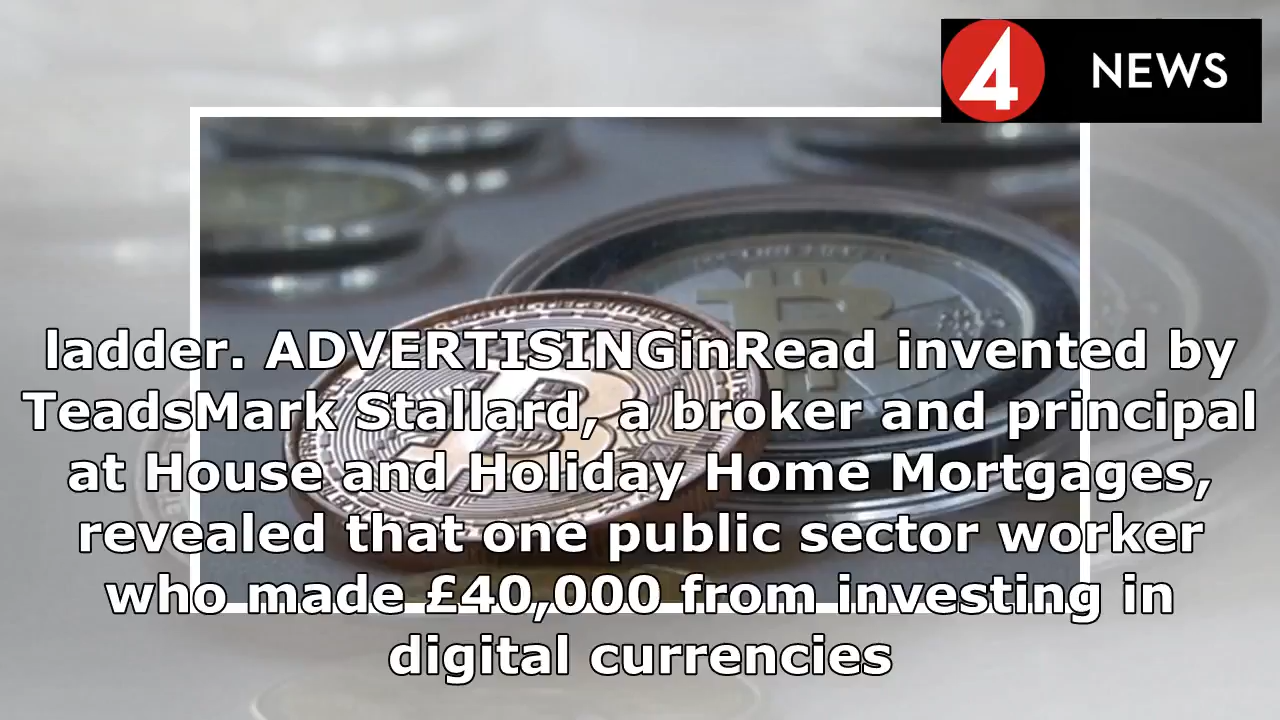 4 NEWS
ladder. ADVERTISINGinRead invented by
TeadsMark Stallard, a broker and principal
at House and Holiday Home Mortgages,
revealed that one public sector worker
who made £40,000 from investing in
digital currencies